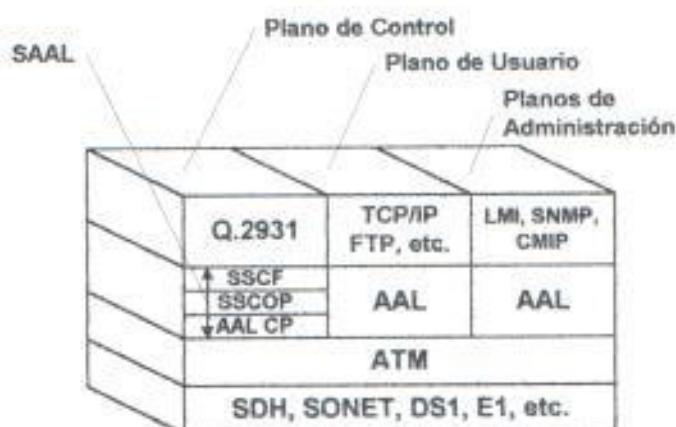 Plano de Control
SAAL
Plano de Usuario
Planos de
Administración
Q.2931
TCP/IP
FTP, etc.
LMI, SNMP,
CMIP
SSCF
SSCOP
AAL CP
AAL
AAL
ATM
SDH, SONET, DS1, E1, etc.